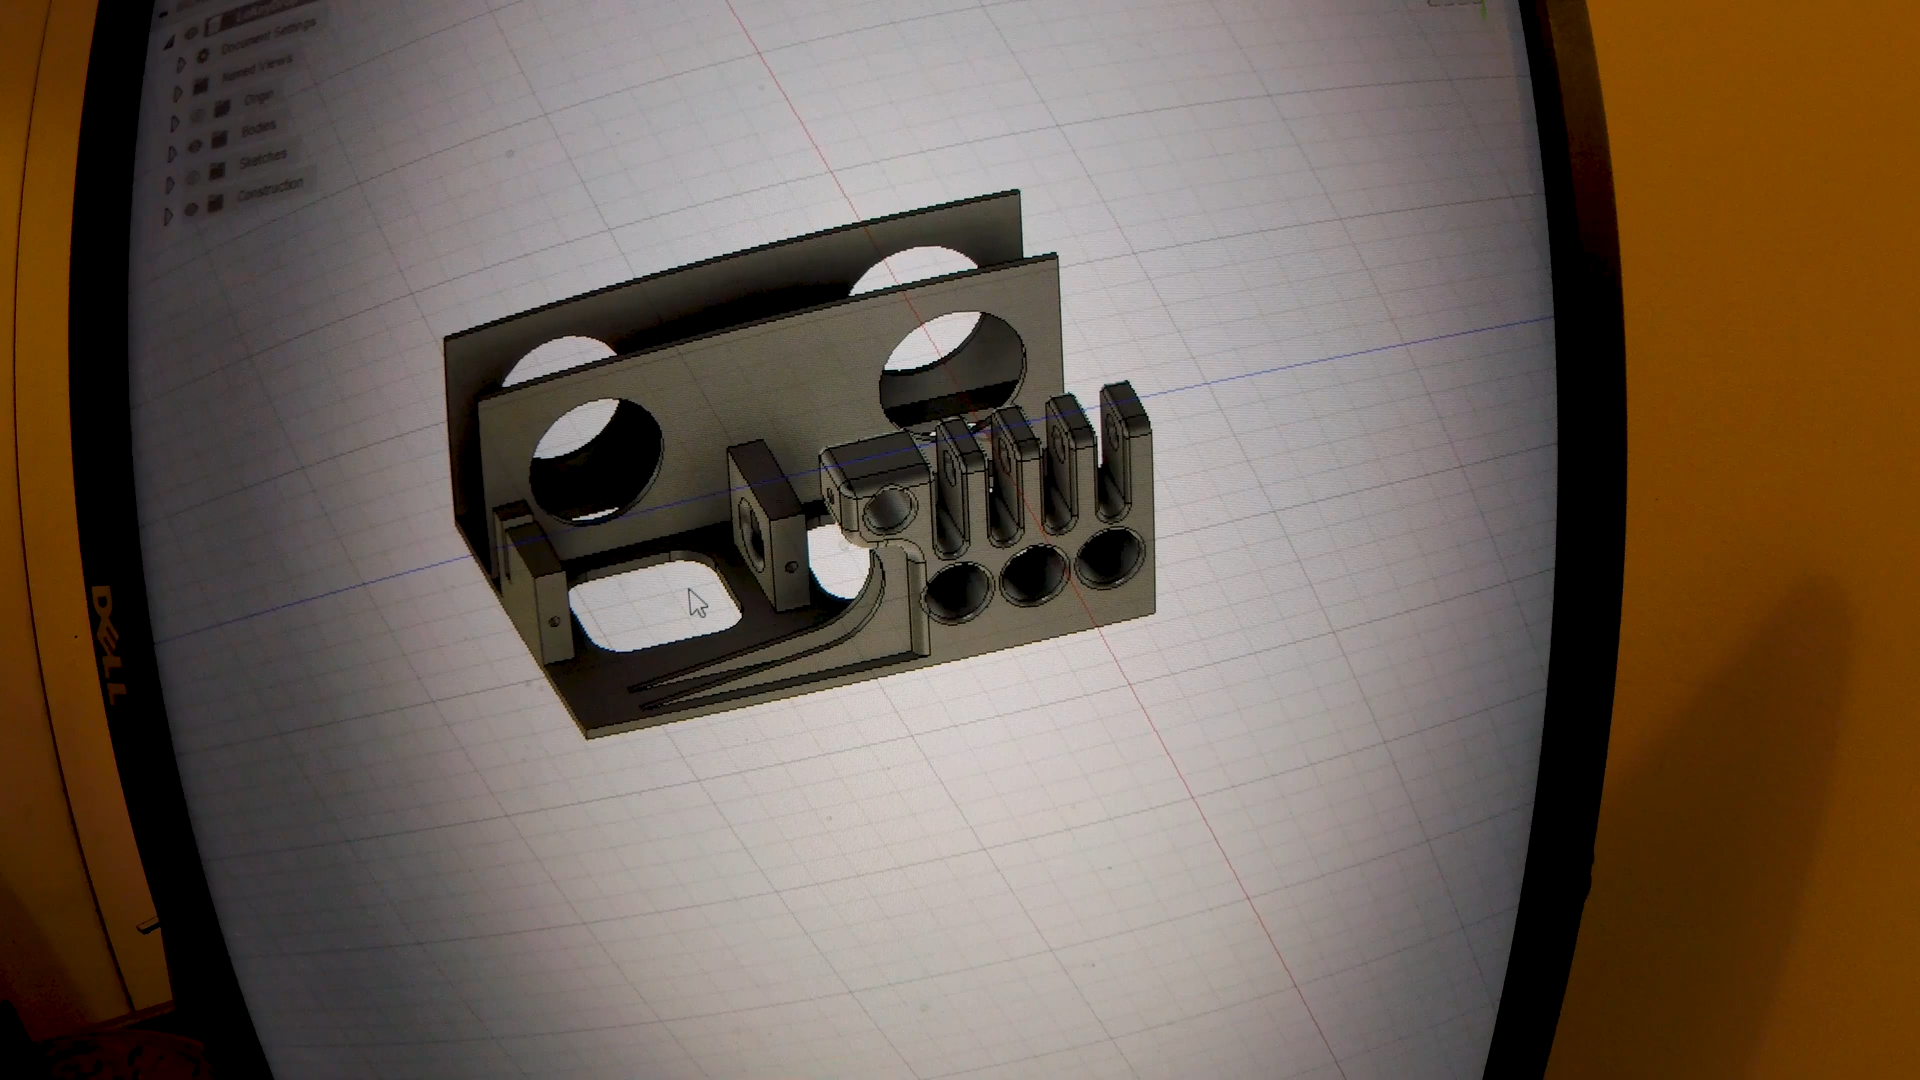 Document Settings
Named Views
Origin
Bodies
Sketches
Construction
DELL